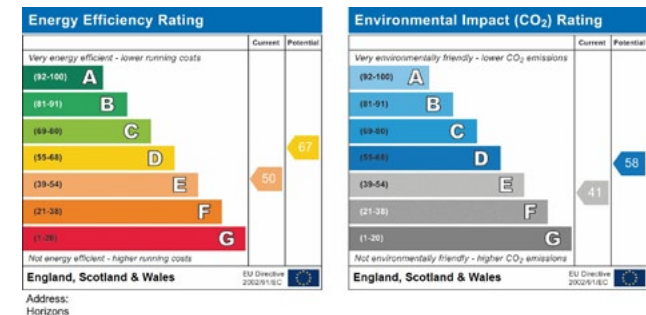 Energy Efficiency Rating
Current Potential
Very energy efficient - lower running costs
(92-100) A
(81-91) B
(69-80) C
(55-68) D
(39-54) E
(21-38) F
(1-20) G
67
50
Not energy efficient - higher running costs
England, Scotland & Wales
EU Directive
2002/91/EC
Environmental Impact (CO₂) Rating
Current Potential
Very environmentally friendly - lower CO₂ emissions
(92-100) A
(81-91) B
(69-80) C
(55-68) D
(39-54) E
(21-38) F
(1-20) G
58
41
Not environmentally friendly - higher CO₂ emissions
England, Scotland & Wales
EU Directive
2002/91/EC
Address:
Horizons